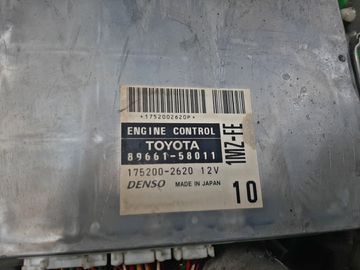 *1752002620P*
ENGINE CONTROL
TOYOTA
89661-58011
175200-2620 12V
DENSO MADE IN JAPAN
10
1MZ-FE